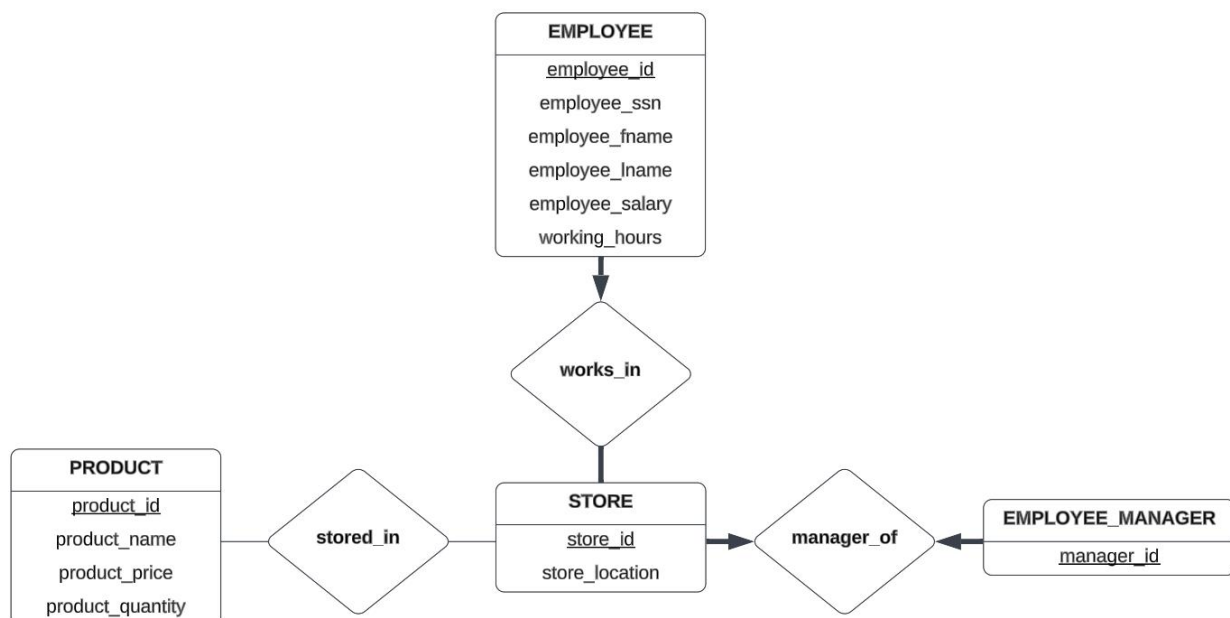 EMPLOYEE
employee_id
employee_ssn
employee_fname
employee_lname
employee_salary
working_hours
works_in
PRODUCT
product_id
product_name
product_price
product_quantity
stored_in
STORE
store_id
store_location
manager_of
EMPLOYEE_MANAGER
manager_id